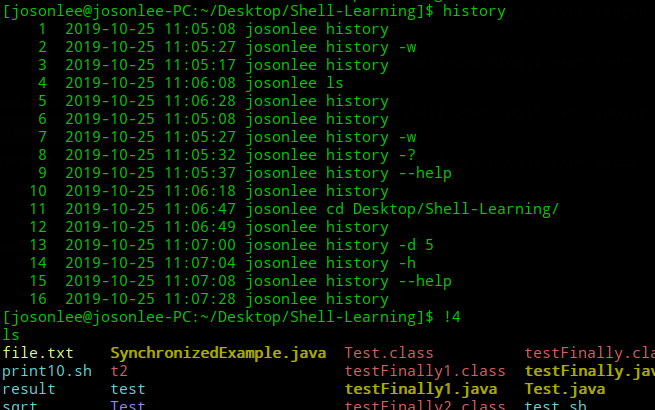 [josonlee@josonlee-PC:~/Desktop/Shell-Learning]$ history
1 2019-10-25 11:05:08 josonlee history
2 2019-10-25 11:05:27 josonlee history -w
3 2019-10-25 11:05:17 josonlee history
4 2019-10-25 11:06:08 josonlee ls
5 2019-10-25 11:06:28 josonlee history
6 2019-10-25 11:05:08 josonlee history
7 2019-10-25 11:05:27 josonlee history -w
8 2019-10-25 11:05:32 josonlee history -?
9 2019-10-25 11:05:37 josonlee history --help
10 2019-10-25 11:06:18 josonlee history
11 2019-10-25 11:06:47 josonlee cd Desktop/Shell-Learning/
12 2019-10-25 11:06:49 josonlee history
13 2019-10-25 11:07:00 josonlee history -d 5
14 2019-10-25 11:07:04 josonlee history -h
15 2019-10-25 11:07:08 josonlee history --help
16 2019-10-25 11:07:28 josonlee history
[josonlee@josonlee-PC:~/Desktop/Shell-Learning]$ !4
ls
file.txt SynchronizedExample.java Test.class testFinally.cla
print10.sh t2 testFinally1.class testFinally.jav
result test testFinally1.java Test.java
sqrt Test testFinally2.class test.sh